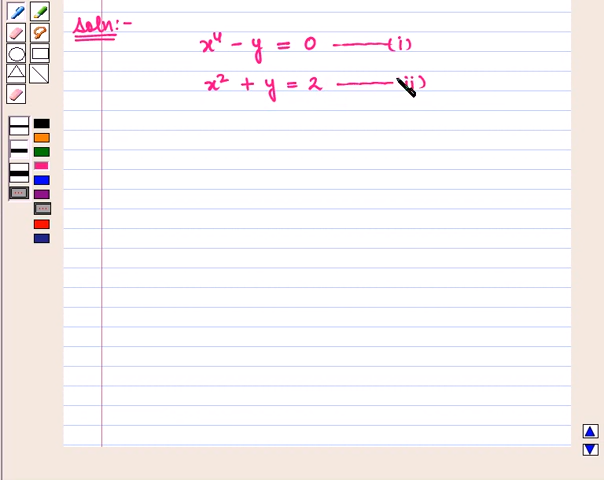 Soln:-
x⁴ - y = 0 ——(i)
x² + y = 2 ——(ii)